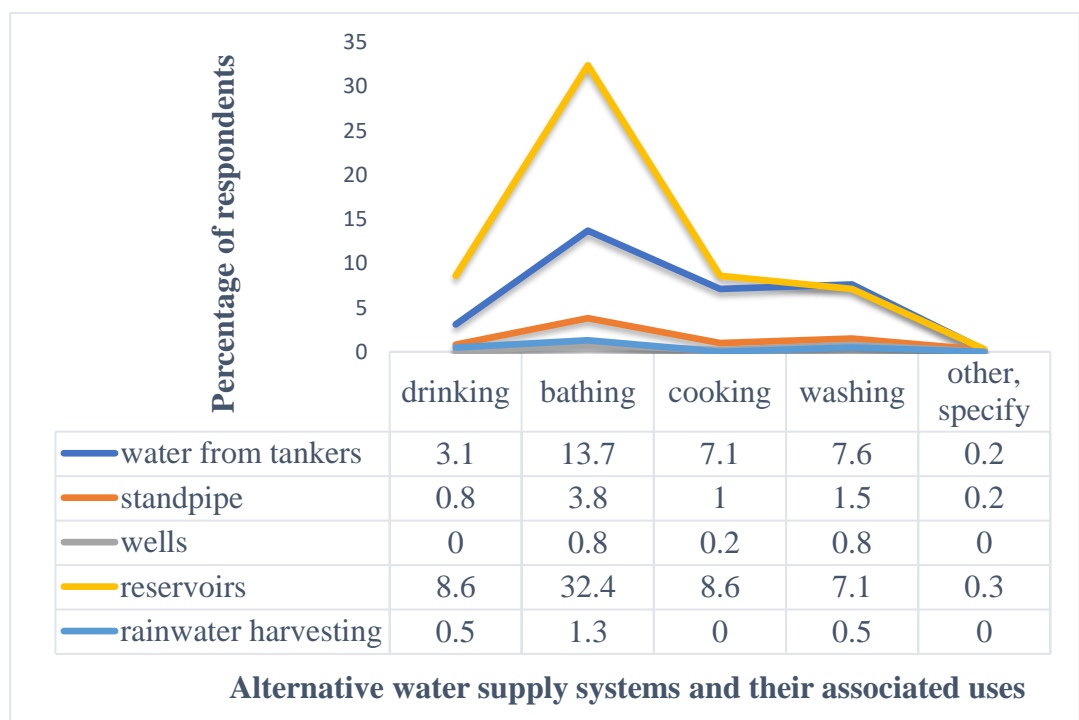 Percentage of respondents
35
30
25
20
15
10
5
0
drinking bathing cooking washing other, specify
water from tankers 3.1 13.7 7.1 7.6 0.2
standpipe 0.8 3.8 1 1.5 0.2
wells 0 0.8 0.2 0.8 0
reservoirs 8.6 32.4 8.6 7.1 0.3
rainwater harvesting 0.5 1.3 0 0.5 0
Alternative water supply systems and their associated uses